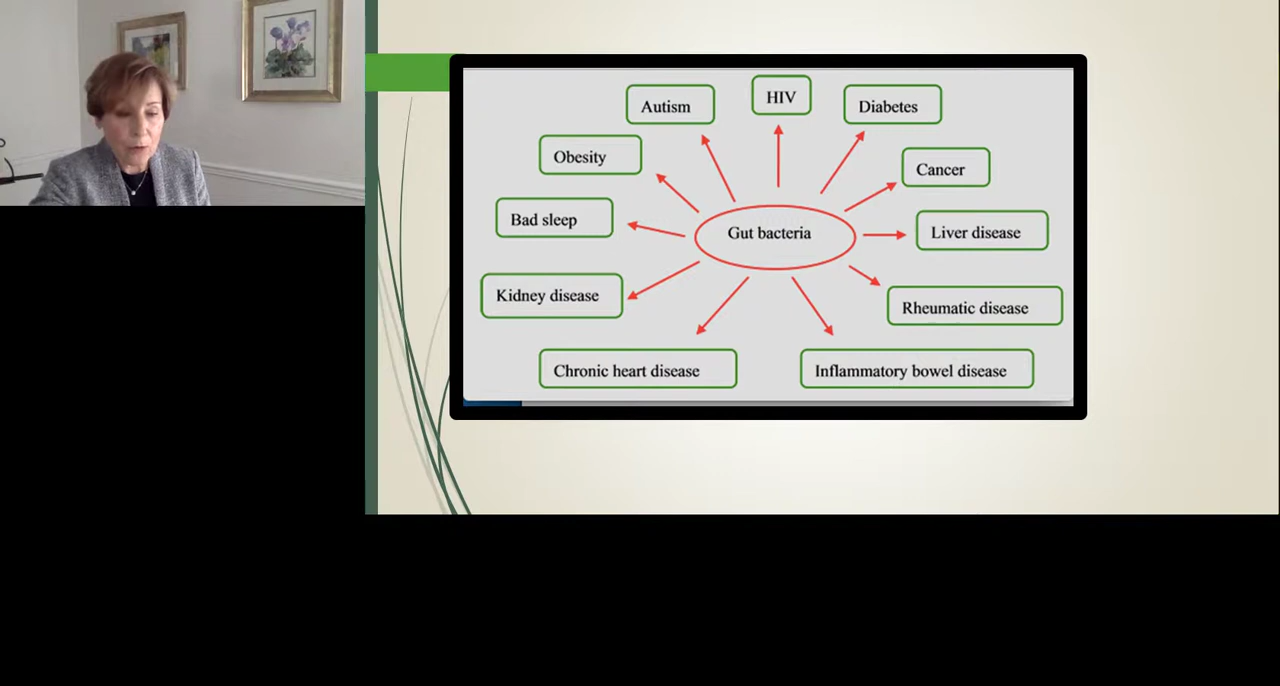 Autism
HIV
Diabetes
Obesity
Cancer
Bad sleep
Gut bacteria
Liver disease
Kidney disease
Rheumatic disease
Chronic heart disease
Inflammatory bowel disease